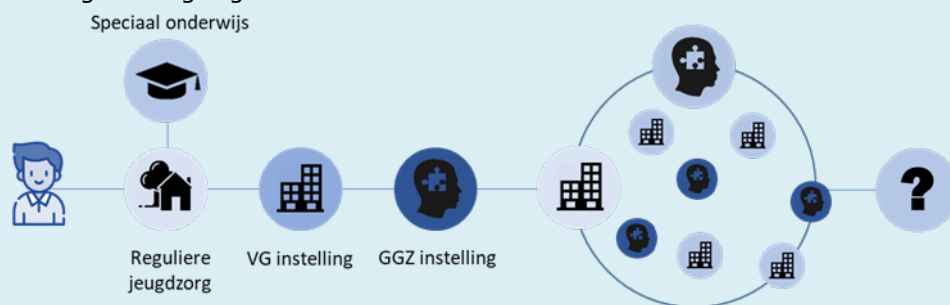 Speciaal onderwijs
Reguliere
jeugdzorg
VG instelling
GGZ instelling
?